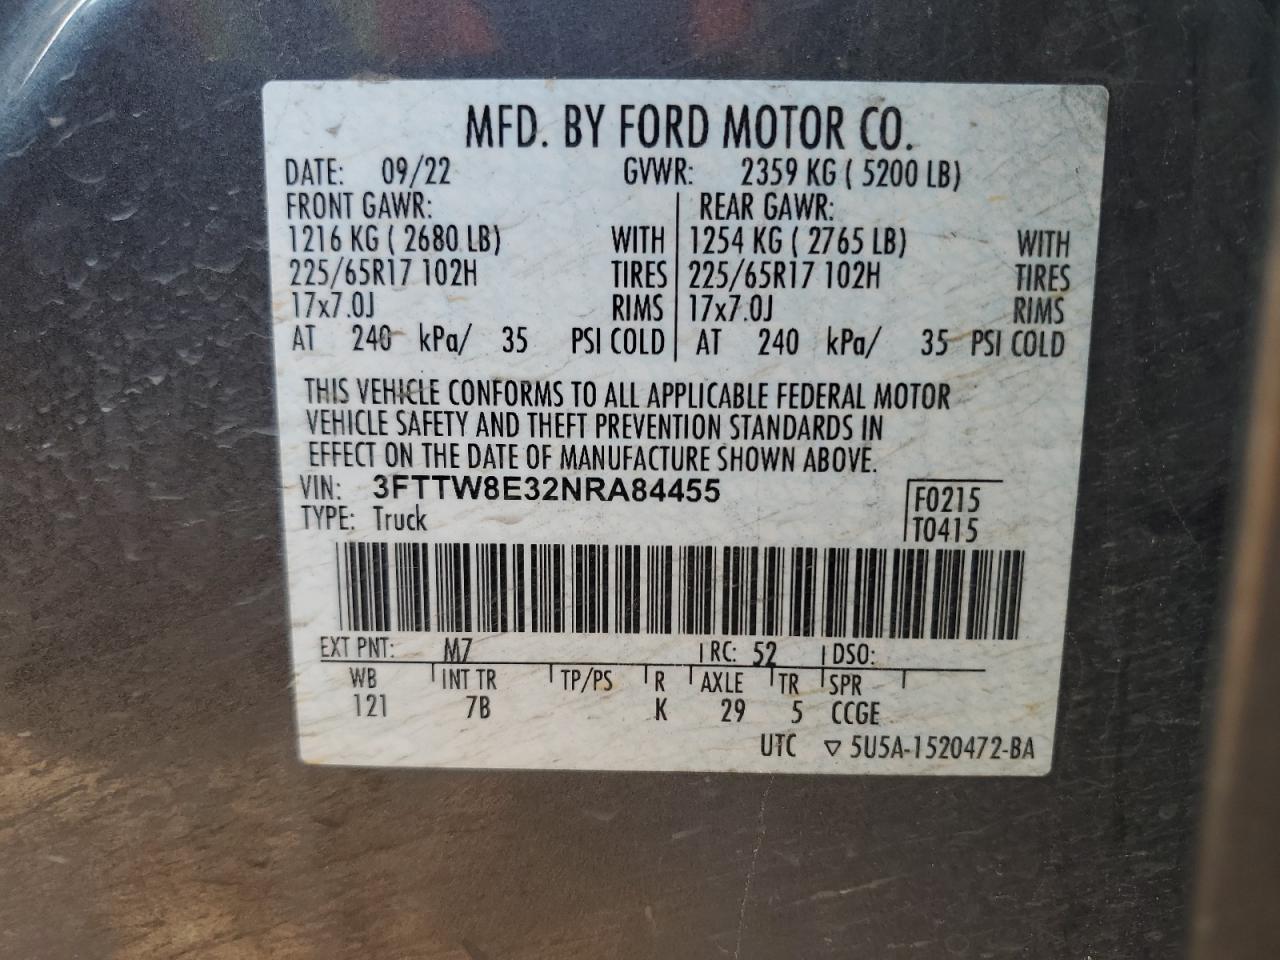 MFD. BY FORD MOTOR CO.
DATE: 09/22 GVWR: 2359 KG ( 5200 LB)
FRONT GAWR: REAR GAWR:
1216 KG ( 2680 LB) WITH 1254 KG ( 2765 LB) WITH
225/65R17 102H TIRES 225/65R17 102H TIRES
17x7.0J RIMS 17x7.0J RIMS
AT 240 kPa/ 35 PSI COLD AT 240 kPa/ 35 PSI COLD
THIS VEHICLE CONFORMS TO ALL APPLICABLE FEDERAL MOTOR
VEHICLE SAFETY AND THEFT PREVENTION STANDARDS IN
EFFECT ON THE DATE OF MANUFACTURE SHOWN ABOVE.
VIN: 3FTTW8E32NRA84455 F0215
TYPE: Truck T0415
EXT PNT: M7 RC: 52 DSO:
WB INT TR TP/PS R AXLE TR SPR
121 7B K 29 5 CCGE
UTC ▽ 5U5A-1520472-BA